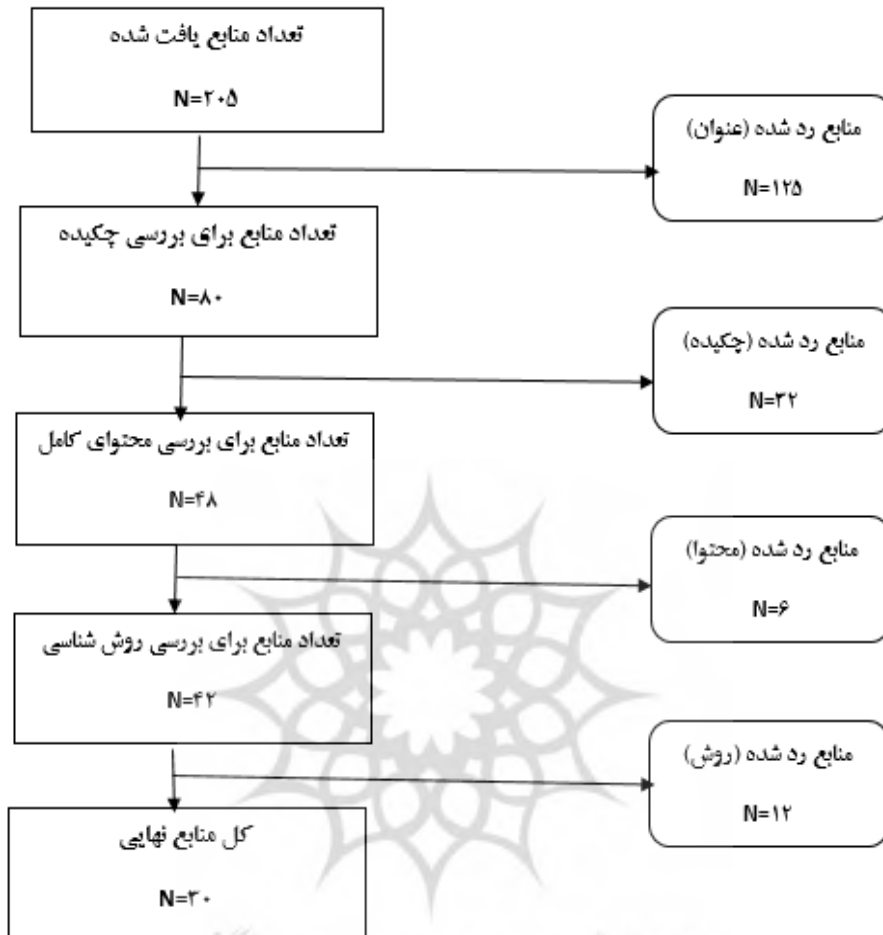 تعداد منابع یافت شده
N=۲۰۵
منابع رد شده (عنوان)
N=۱۲۵
تعداد منابع برای بررسی چکیده
N=۸۰
منابع رد شده (چکیده)
N=۳۲
تعداد منابع برای بررسی محتوای کامل
N=۴۸
منابع رد شده (محتوا)
N=۶
تعداد منابع برای بررسی روش شناسی
N=۴۲
منابع رد شده (روش)
N=۱۲
کل منابع نهایی
N=۳۰